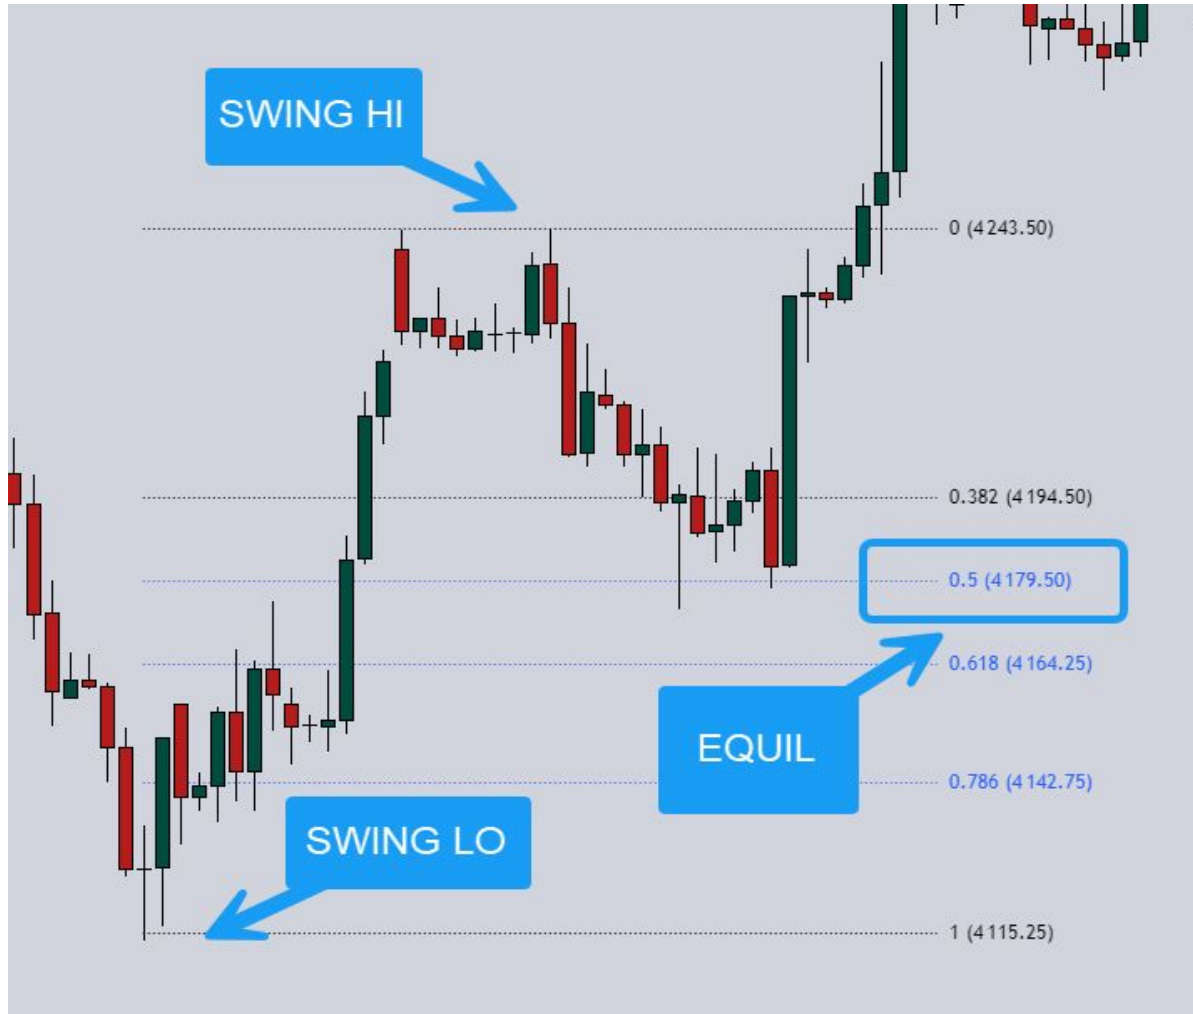 SWING HI
0 (4243.50)
0.382 (4194.50)
0.5 (4179.50)
0.618 (4164.25)
EQUIL
0.786 (4142.75)
SWING LO
1 (4115.25)